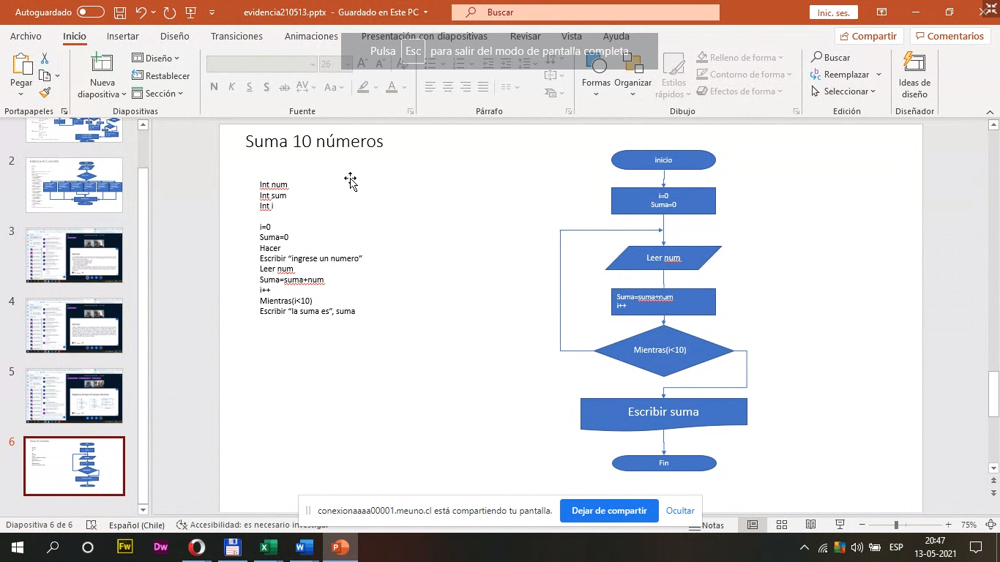 Autoguardado
evidencia210513.pptx - Guardado en Este PC
Buscar
Inic. ses.
Archivo Inicio Insertar Diseño Transiciones Animaciones Presentación con diapositivas Revisar Vista Ayuda
Compartir Comentarios
Pulsa Esc para salir del modo de pantalla completa
Pegar
Nueva
diapositiva
Diseño
Restablecer
Sección
26
N K S S ab AV Aa A
Formas Organizar
Estilos
rápidos
Relleno de forma
Contorno de forma
Efectos de forma
Buscar
Reemplazar
Seleccionar
Ideas de
diseño
Portapapeles Diapositivas Fuente Párrafo Dibujo Edición Diseñador
2
3
4
5
6
Suma 10 números
Int num
Int sum
Int i
i=0
Suma=0
Hacer
Escribir “ingrese un numero”
Leer num
Suma=suma+num
i++
Mientras(i<10)
Escribir “la suma es”, suma
inicio
i=0
Suma=0
Leer num
Suma=suma+num
i++
Mientras(i<10)
Escribir suma
Fin
conexionaaaa00001.meuno.cl está compartiendo tu pantalla.
Dejar de compartir
Ocultar
Diapositiva 6 de 6
Español (Chile)
Accesibilidad: es necesario investigar
Notas
75%
Fw Dw
ESP
20:47
13-05-2021